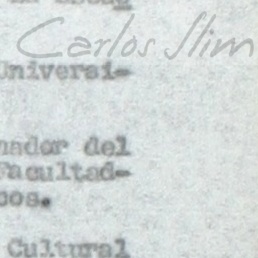 Carlos Slim
Universi-
nador del
Facultad-
cos.
Cultural